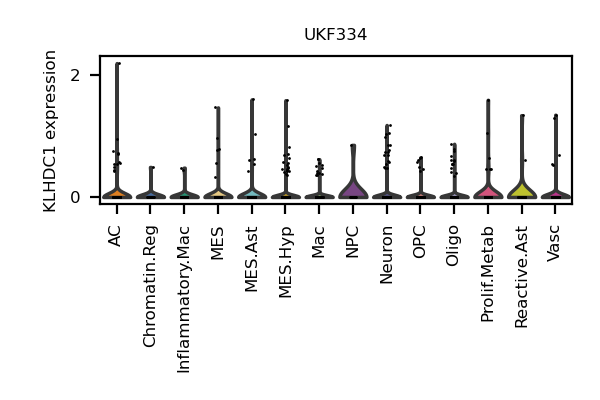 UKF334
KLHDC1 expression
2
0
AC
Chromatin.Reg
Inflammatory.Mac
MES
MES.Ast
MES.Hyp
Mac
NPC
Neuron
OPC
Oligo
Prolif.Metab
Reactive.Ast
Vasc